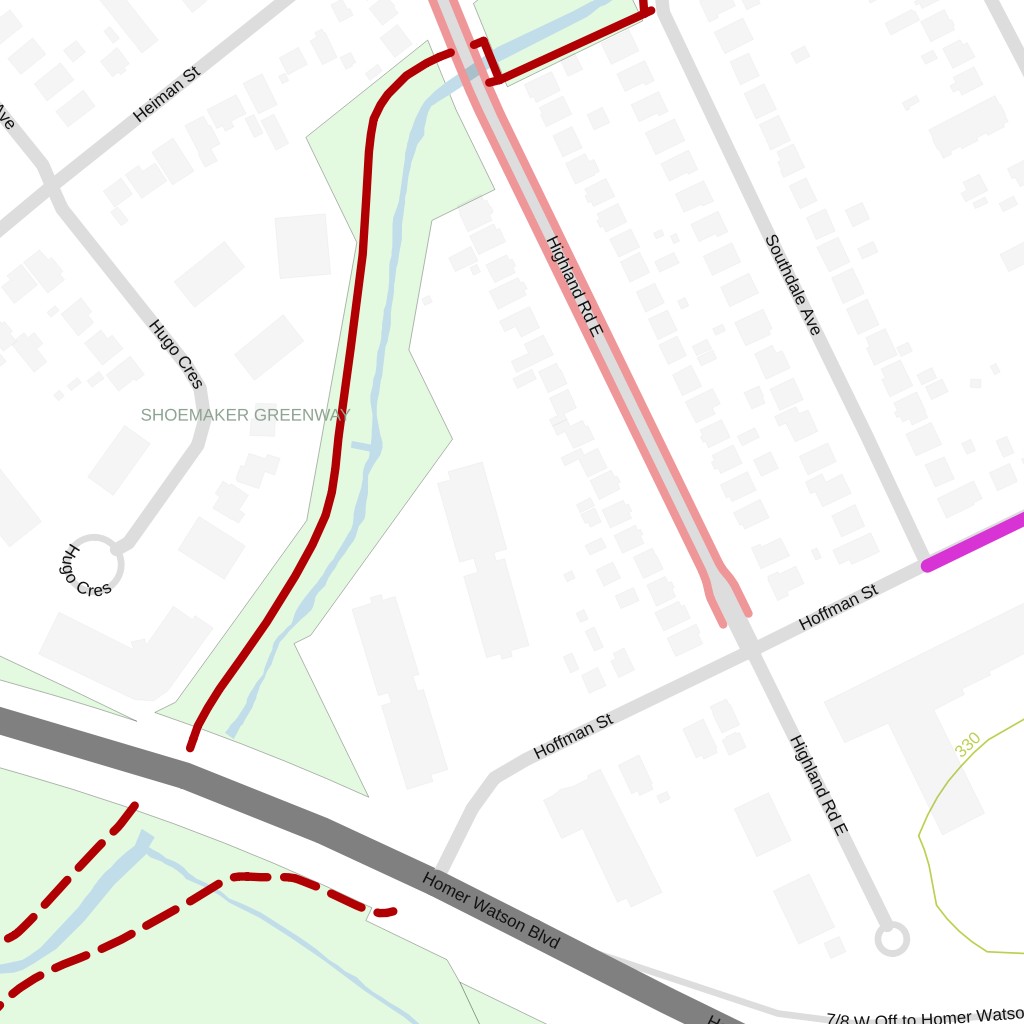 Heiman St
Ave
Highland Rd E
Southdale Ave
Hugo Cres
SHOEMAKER GREENWAY
Hugo Cres
Hoffman St
Hoffman St
330
Highland Rd E
Homer Watson Blvd
7/8 W Off to Homer Watso
H